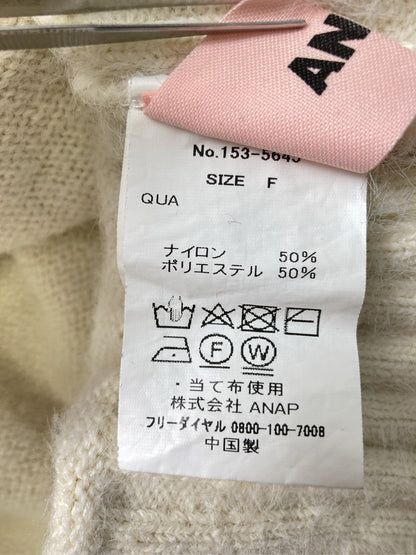 AN
No.153-5645
SIZE F
QUA
ナイロン 50%
ポリエステル 50%
F
W
・当て布使用
株式会社 ANAP
フリーダイヤル 0800-100-7008
中国製